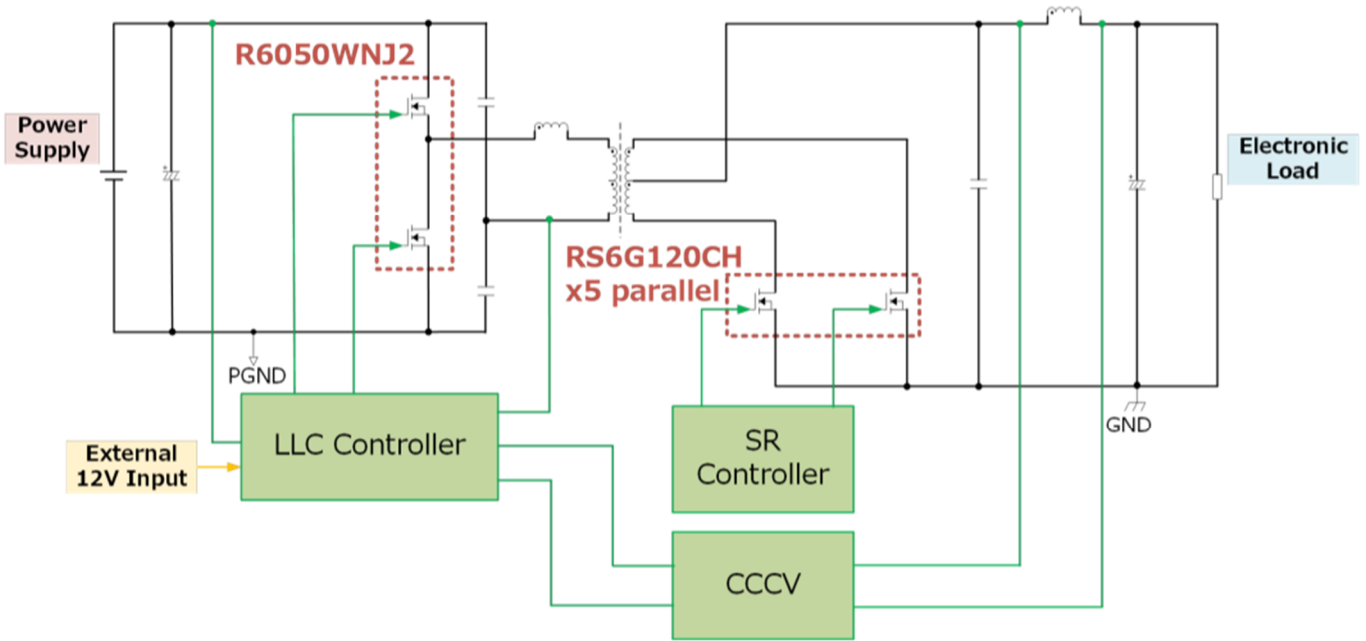 R6050WNJ2
Power
Supply
Electronic
Load
RS6G120CH
x5 parallel
PGND
GND
LLC Controller
External
12V Input
SR
Controller
CCCV